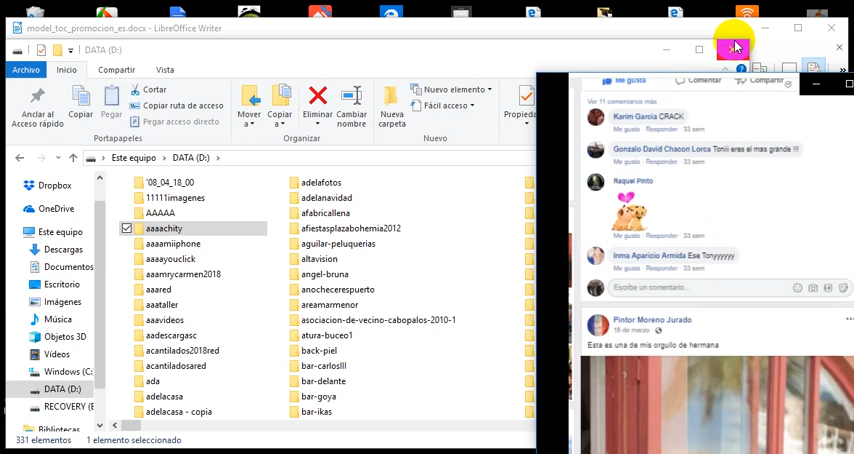 model_toc_promocion_es.docx - LibreOffice Writer
DATA (D:)
Archivo Inicio Compartir Vista
Anclar al Acceso rápido
Copiar
Pegar
Cortar
Copiar ruta de acceso
Pegar acceso directo
Mover a
Copiar a
Eliminar
Cambiar nombre
Nueva carpeta
Nuevo elemento
Fácil acceso
Propieda
Portapapeles Organizar Nuevo
Este equipo > DATA (D:)
Dropbox
OneDrive
Este equipo
Descargas
Documentos
Escritorio
Imágenes
Música
Objetos 3D
Vídeos
Windows (C:
DATA (D:)
RECOVERY (E
Bibliotecas
'08_04_18_00
11111imagenes
AAAAA
aaaachity
aaaamiiphone
aaaayouclick
aaamrycarmen2018
aaared
aaataller
aaavideos
aadescargasc
acantilados2018red
acantiladosared
ada
adelacasa
adelacasa - copia
adelafotos
adelanavidad
afabricallena
afiestasplazabohemia2012
aguilar-peluquerias
altavision
angel-bruna
anochecerespuerto
areamarmenor
asociacion-de-vecino-cabopalos-2010-1
atura-buceo1
back-piel
bar-carlosIII
bar-delante
bar-goya
bar-ikas
331 elementos 1 elemento seleccionado
Me gusta Comentar Compartir
Ver 11 comentarios más
Karim Garcia CRACK
Me gusta · Responder · 33 sem
Gonzalo David Chacon Lorca Toniii eres el mas grande !!!
Me gusta · Responder · 33 sem
Raquel Pinto
Me gusta · Responder · 33 sem
Inma Aparicio Armida Ese Tonyyyyyy
Me gusta · Responder · 33 sem
Escribe un comentario...
Pintor Moreno Jurado
18 de marzo ·
Esta es una de mis orgullo de hermana